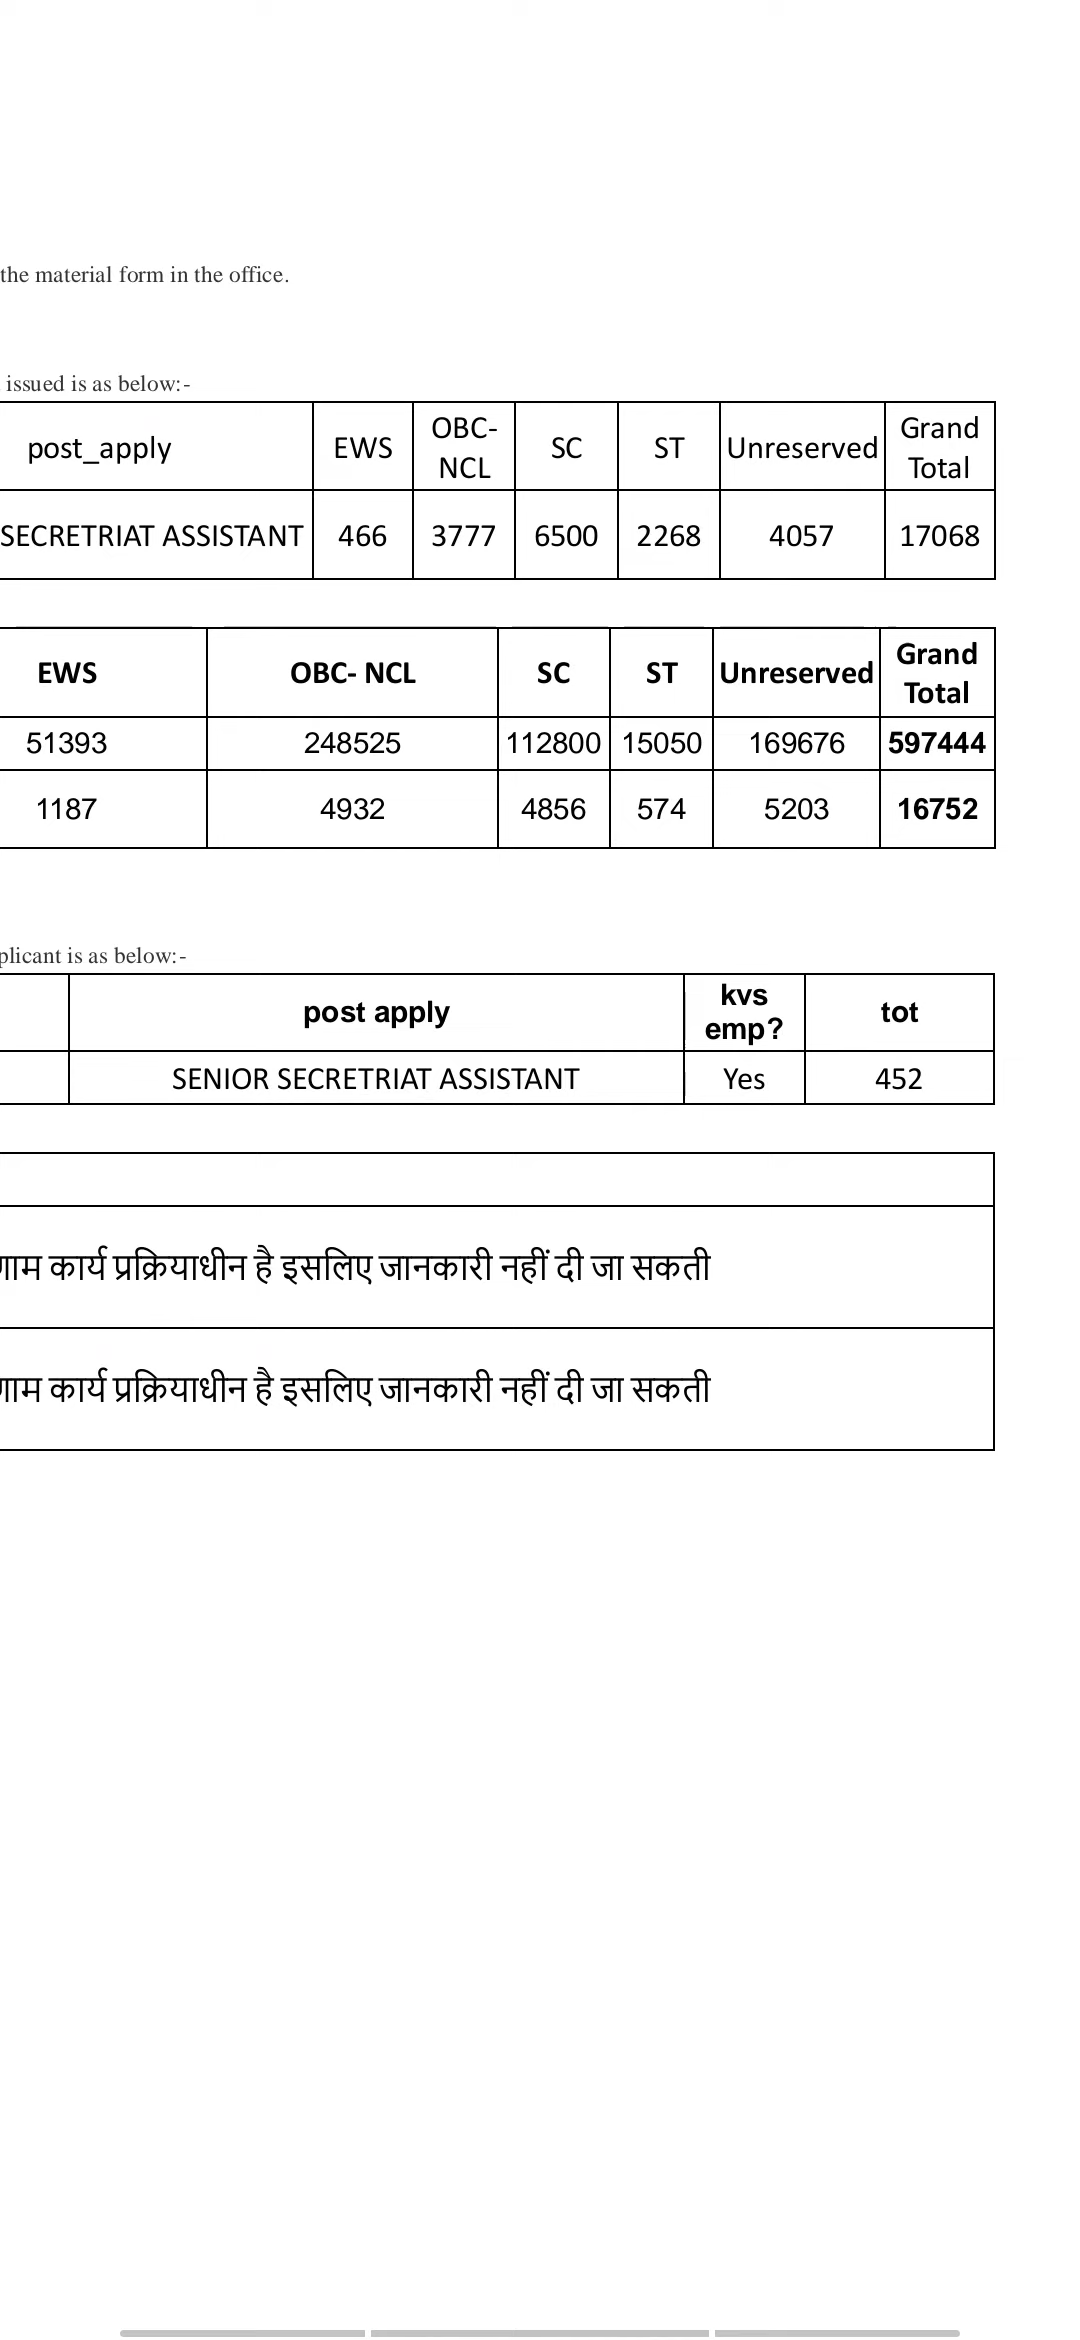 the material form in the office.
issued is as below:-
post_apply EWS OBC-NCL SC ST Unreserved Grand Total
SECRETRIAT ASSISTANT 466 3777 6500 2268 4057 17068
EWS OBC- NCL SC ST Unreserved Grand Total
51393 248525 112800 15050 169676 597444
1187 4932 4856 574 5203 16752
plicant is as below:-
post apply kvs emp? tot
SENIOR SECRETRIAT ASSISTANT Yes 452
णाम कार्य प्रक्रियाधीन है इसलिए जानकारी नहीं दी जा सकती
णाम कार्य प्रक्रियाधीन है इसलिए जानकारी नहीं दी जा सकती